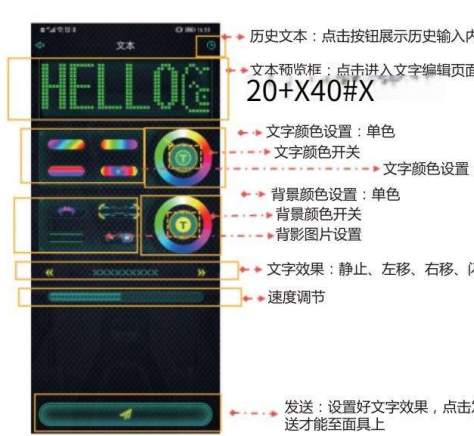 16:59
文本
历史文本：点击按钮展示历史输入内
HELLO
文本预览框：点击进入文字编辑页面
20+X40#X
文字颜色设置：单色
文字颜色开关
文字颜色设置
T
背景颜色设置：单色
背景颜色开关
背影图片设置
T
文字效果：静止、左移、右移、闪
« XXXXXXXXX »
速度调节
发送：设置好文字效果，点击发
送才能至面具上